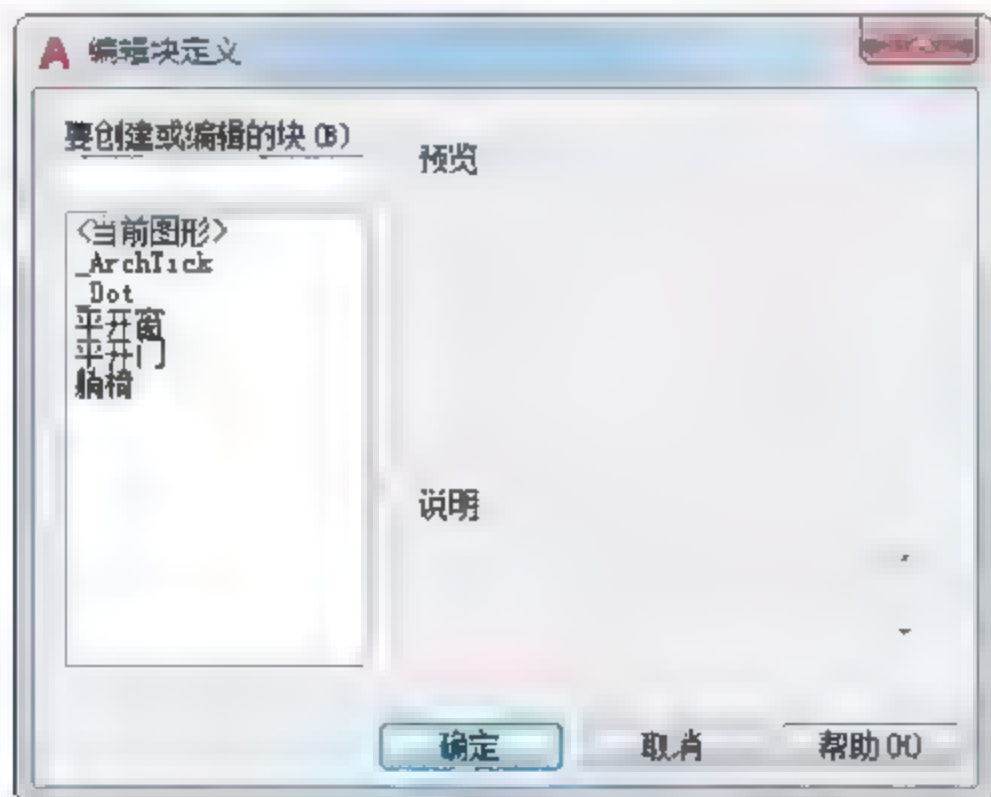 编辑块定义
要创建或编辑的块(B)
预览
<当前图形>
_ArchTick
_Dot
平开窗
平开门
躺椅
说明
确定
取消
帮助(H)